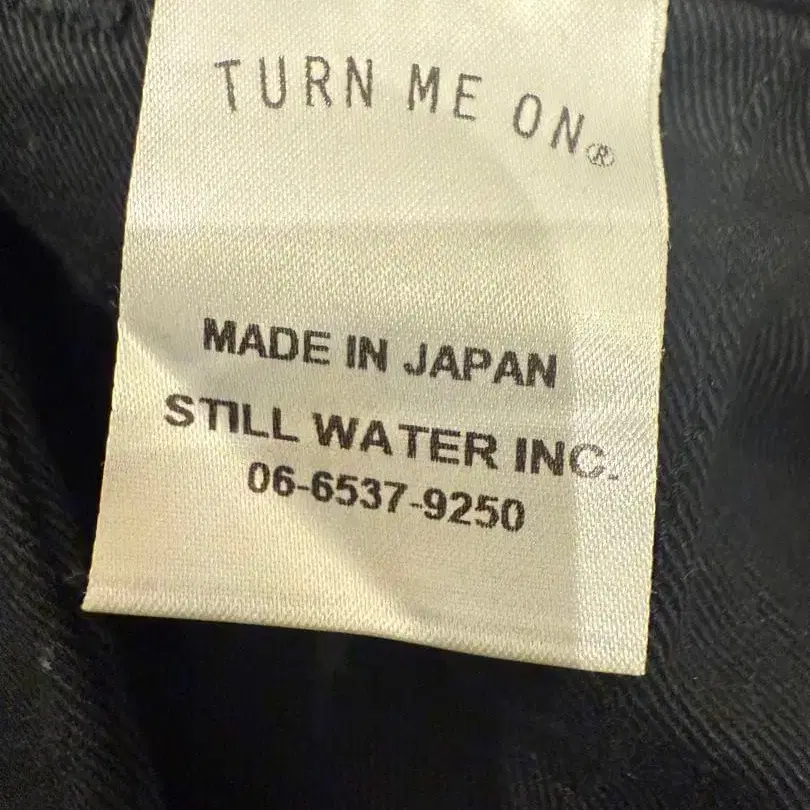 TURN ME ON®
MADE IN JAPAN
STILL WATER INC.
06-6537-9250